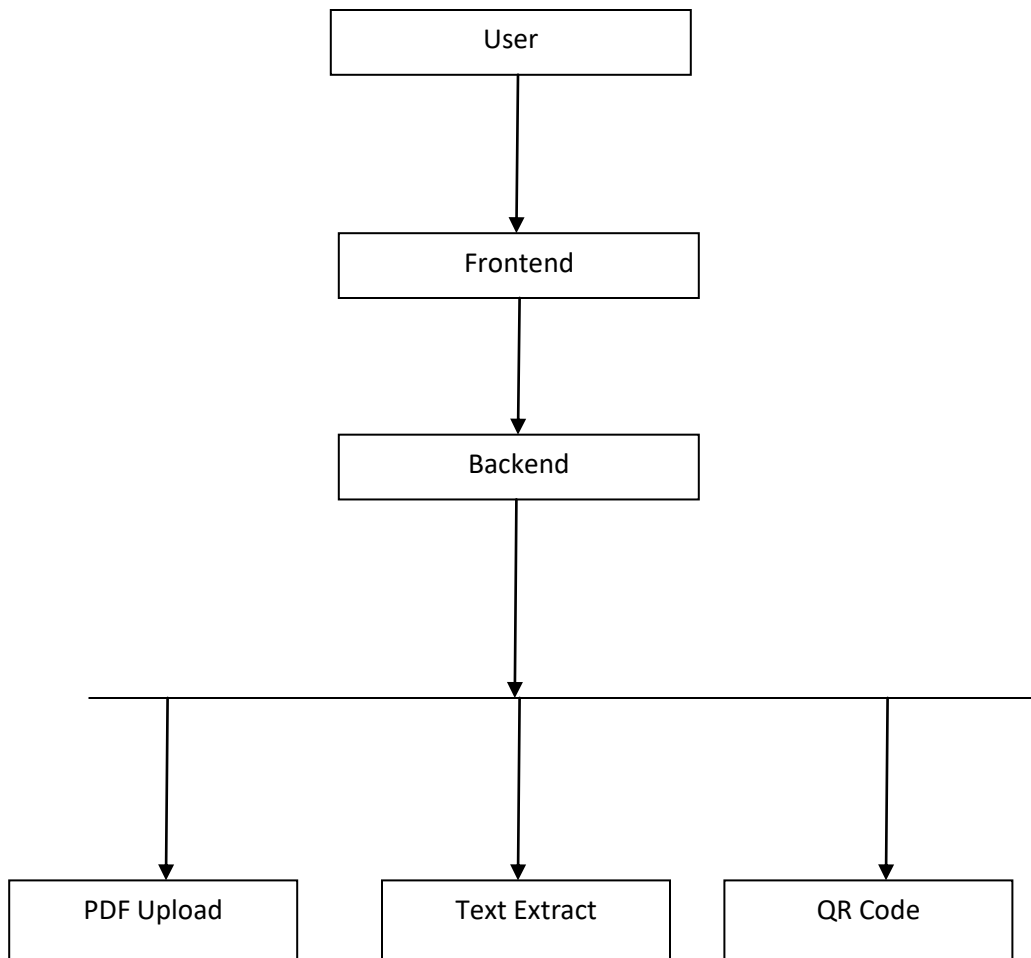 User
Frontend
Backend
PDF Upload
Text Extract
QR Code